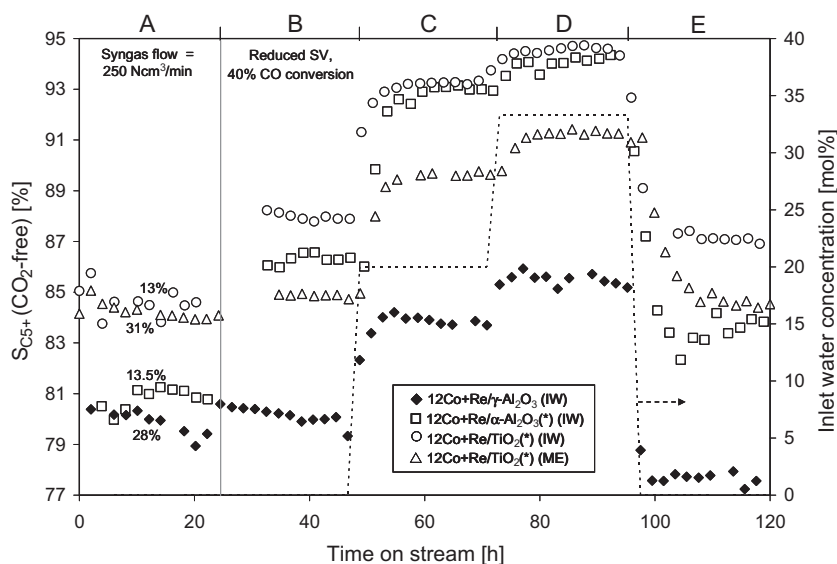 A B C D E
Syngas flow =
250 Ncm³/min
Reduced SV,
40% CO conversion
95
93
91
89
87
85
83
81
79
77
S_C5+ (CO₂-free) [%]
40
35
30
25
20
15
10
5
0
Inlet water concentration [mol%]
13%
31%
13.5%
28%
12Co+Re/γ-Al₂O₃ (IW)
12Co+Re/α-Al₂O₃(*) (IW)
12Co+Re/TiO₂(*) (IW)
12Co+Re/TiO₂(*) (ME)
0 20 40 60 80 100 120
Time on stream [h]